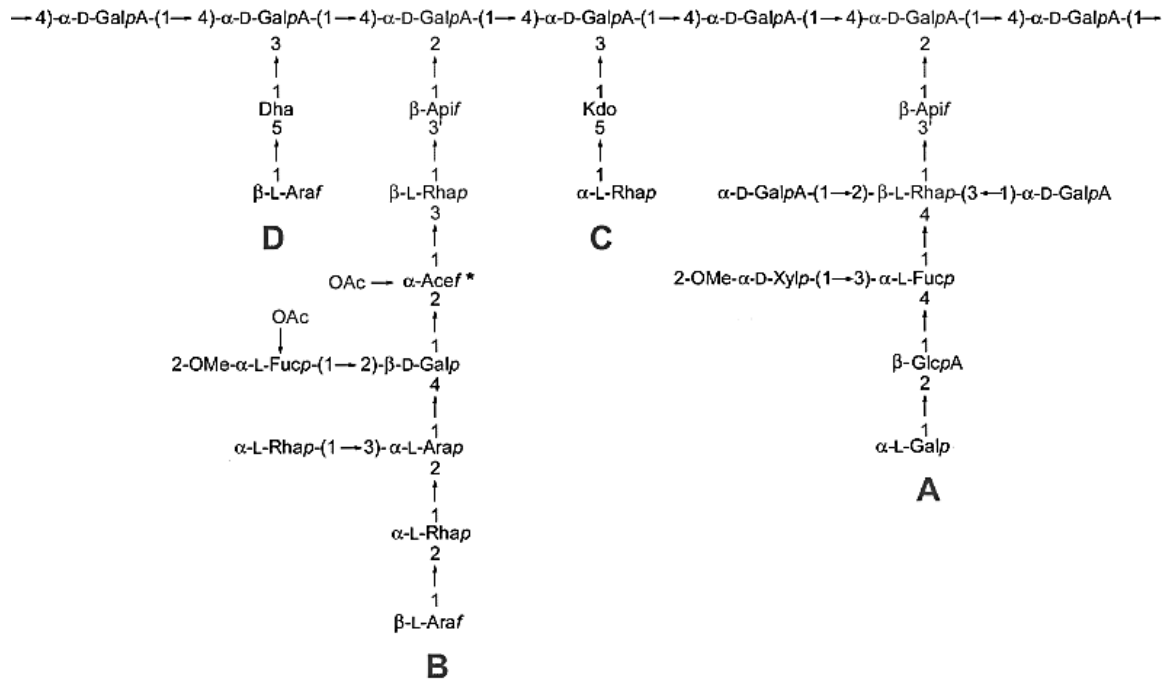 → 4)-α-D-GalpA-(1 → 4)-α-D-GalpA-(1 → 4)-α-D-GalpA-(1 → 4)-α-D-GalpA-(1 → 4)-α-D-GalpA-(1 → 4)-α-D-GalpA-(1 → 4)-α-D-GalpA-(1 →
3 2 3 2
↑ ↑ ↑ ↑
1 1 1 1
Dha β-Apif Kdo β-Apif
5 3' 5 3'
↑ ↑ ↑ ↑
1 1 1 1
β-L-Araf β-L-Rhap α-L-Rhap α-D-GalpA-(1→2)-β-L-Rhap-(3←1)-α-D-GalpA
3 4
D C
↑ ↑
1 1
OAc → α-Acef * 2-OMe-α-D-Xylp-(1→3)-α-L-Fucp
2 4
OAc
↓ ↑ ↑
1 1
2-OMe-α-L-Fucp-(1→ 2)-β-D-Galp β-GlcpA
4 2
↑ ↑
1 1
α-L-Rhap-(1→3)-α-L-Arap α-L-Galp
2
A
↑
1
α-L-Rhap
2
↑
1
β-L-Araf
B